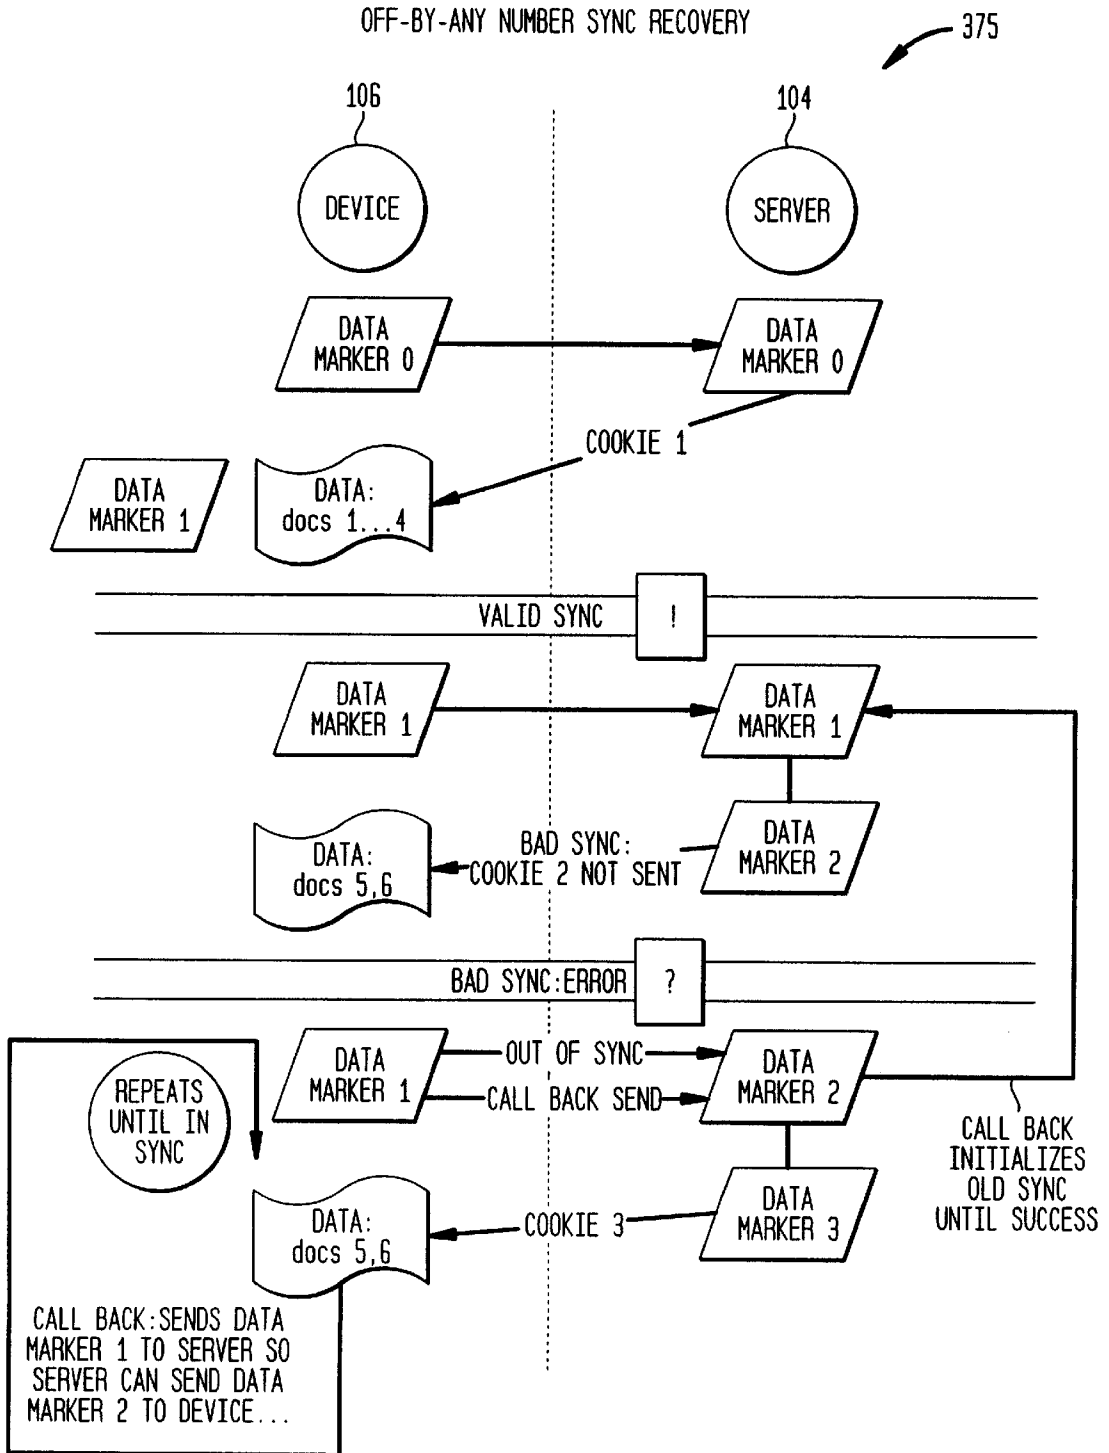 OFF-BY-ANY NUMBER SYNC RECOVERY
375
106
104
DEVICE
SERVER
DATA
MARKER 0
DATA
MARKER 0
COOKIE 1
DATA
MARKER 1
DATA:
docs 1...4
VALID SYNC
!
DATA
MARKER 1
DATA
MARKER 1
DATA:
docs 5,6
BAD SYNC:
COOKIE 2 NOT SENT
DATA
MARKER 2
BAD SYNC:ERROR
?
REPEATS
UNTIL IN
SYNC
DATA
MARKER 1
OUT OF SYNC
CALL BACK SEND
DATA
MARKER 2
CALL BACK
INITIALIZES
OLD SYNC
UNTIL SUCCESS
DATA:
docs 5,6
COOKIE 3
DATA
MARKER 3
CALL BACK:SENDS DATA
MARKER 1 TO SERVER SO
SERVER CAN SEND DATA
MARKER 2 TO DEVICE...